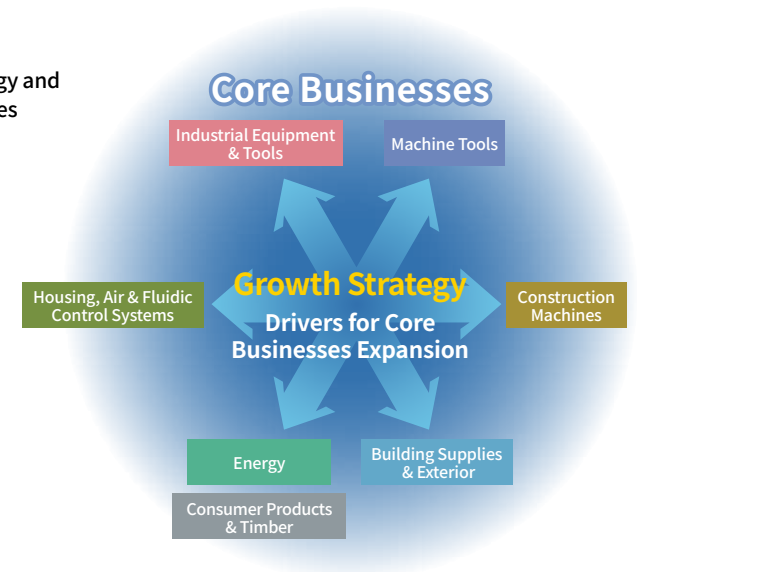 gy and
es
Core Businesses
Industrial Equipment
& Tools
Machine Tools
Growth Strategy
Drivers for Core
Businesses Expansion
Housing, Air & Fluidic
Control Systems
Construction
Machines
Energy
Building Supplies
& Exterior
Consumer Products
& Timber